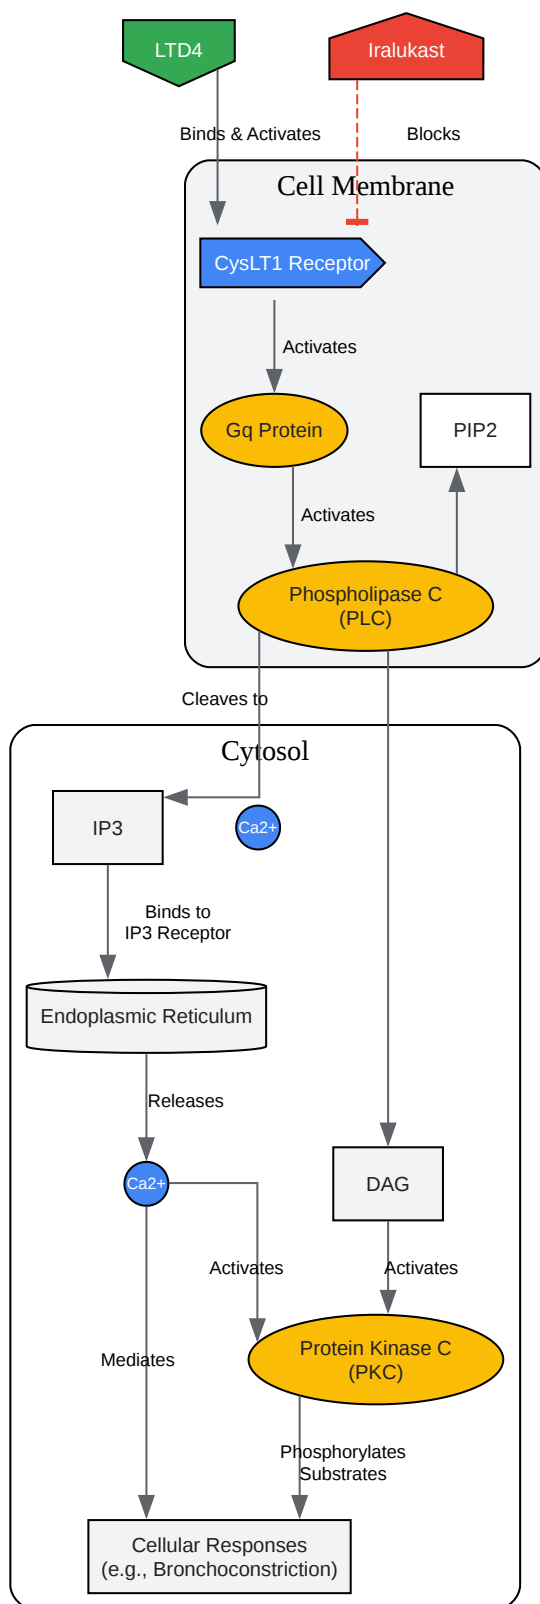 LTD4
Iralukast
Binds & Activates
Blocks
Cell Membrane
CysLT1 Receptor
Activates
Gq Protein
PIP2
Activates
Phospholipase C
(PLC)
Cleaves to
Cytosol
IP3
Ca2+
Binds to
IP3 Receptor
Endoplasmic Reticulum
Releases
Ca2+
DAG
Activates
Activates
Protein Kinase C
(PKC)
Mediates
Phosphorylates
Substrates
Cellular Responses
(e.g., Bronchoconstriction)